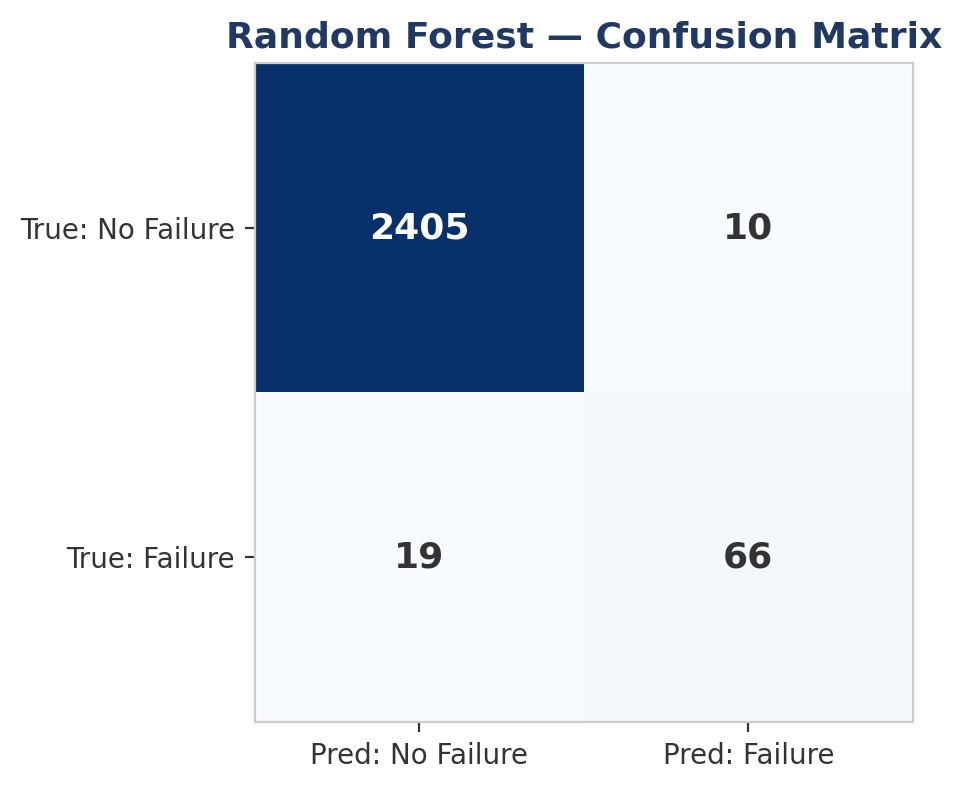 Random Forest — Confusion Matrix
True: No Failure
2405
10
True: Failure
19
66
Pred: No Failure
Pred: Failure